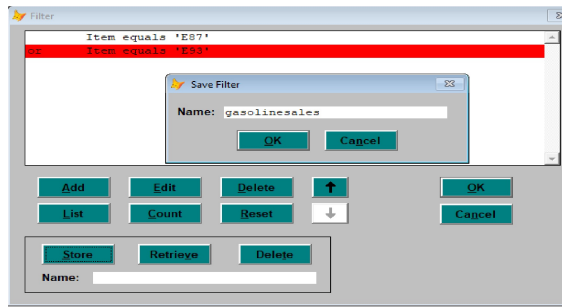 Filter
Item equals 'E87'
or Item equals 'E93'
Save Filter
Name: gasolinesales
OK Cancel
Add Edit Delete OK
List Count Reset Cancel
Store Retrieve Delete
Name: